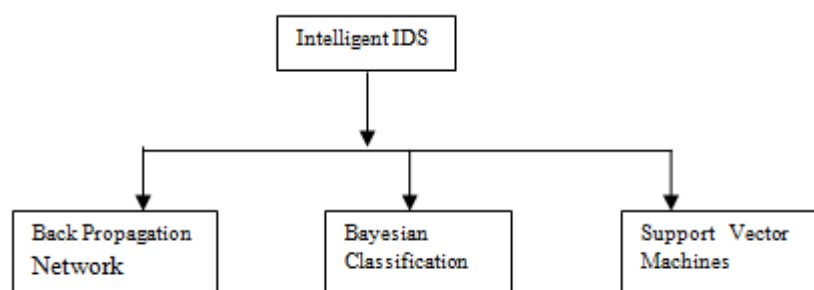 Intelligent IDS
Back Propagation
Network
Bayesian
Classification
Support Vector
Machines